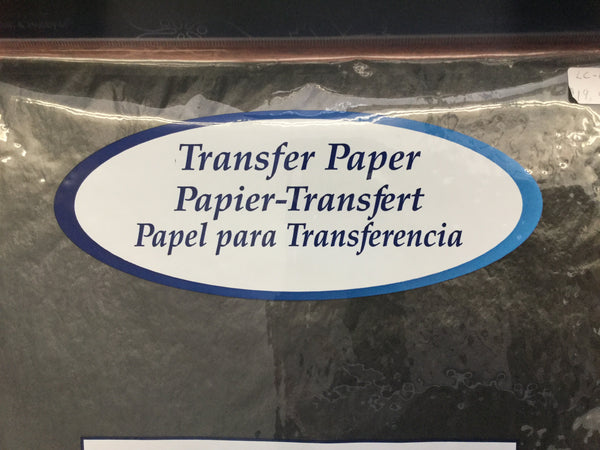 Transfer Paper
Papier-Transfert
Papel para Transferencia